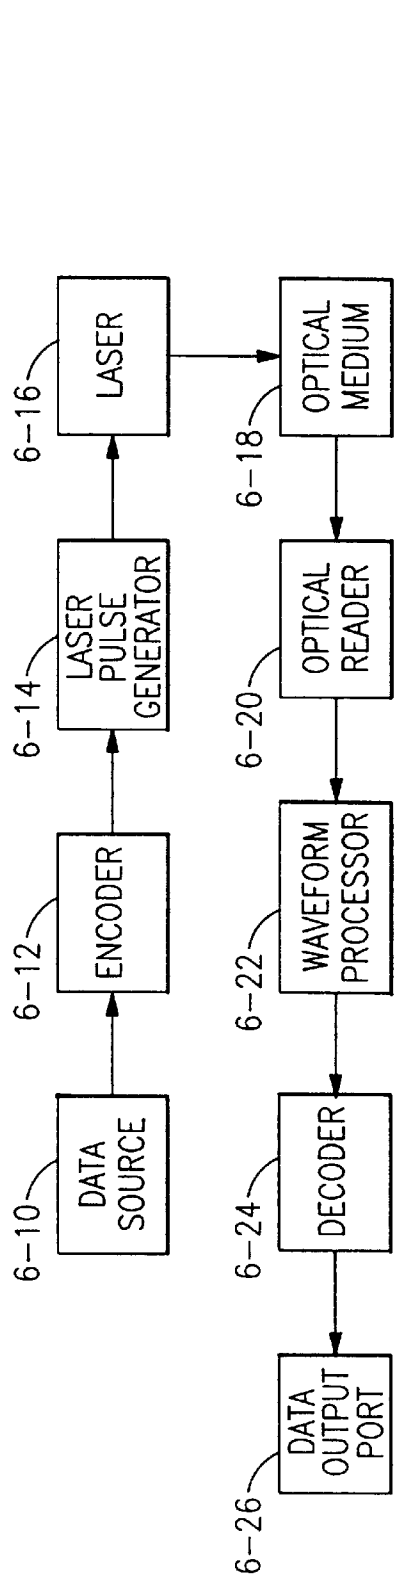 6-10
DATA
SOURCE
6-12
ENCODER
6-14
LASER
PULSE
GENERATOR
6-16
LASER
6-18
OPTICAL
MEDIUM
6-20
OPTICAL
READER
6-22
WAVEFORM
PROCESSOR
6-24
DECODER
6-26
DATA
OUTPUT
PORT